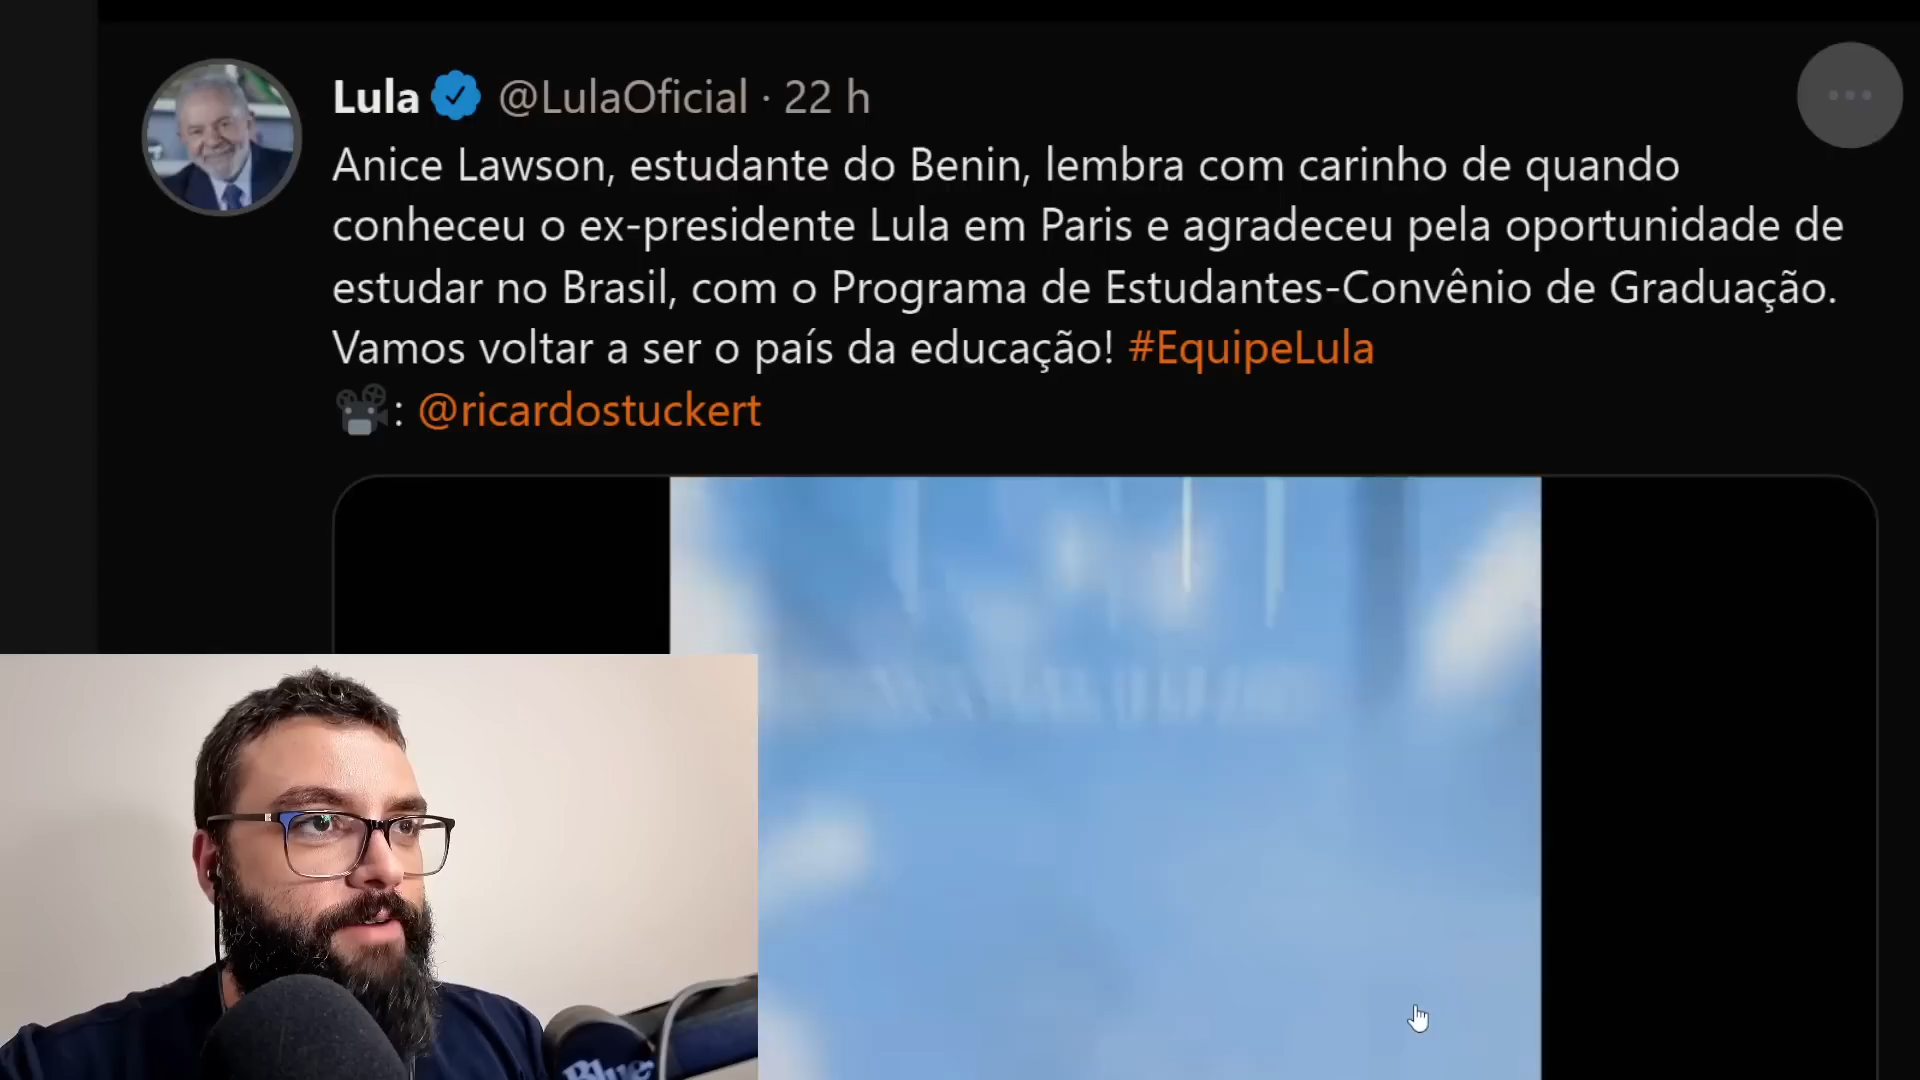 Lula @LulaOficial · 22 h
Anice Lawson, estudante do Benin, lembra com carinho de quando
conheceu o ex-presidente Lula em Paris e agradeceu pela oportunidade de
estudar no Brasil, com o Programa de Estudantes-Convênio de Graduação.
Vamos voltar a ser o país da educação! #EquipeLula
: @ricardostuckert
Blue